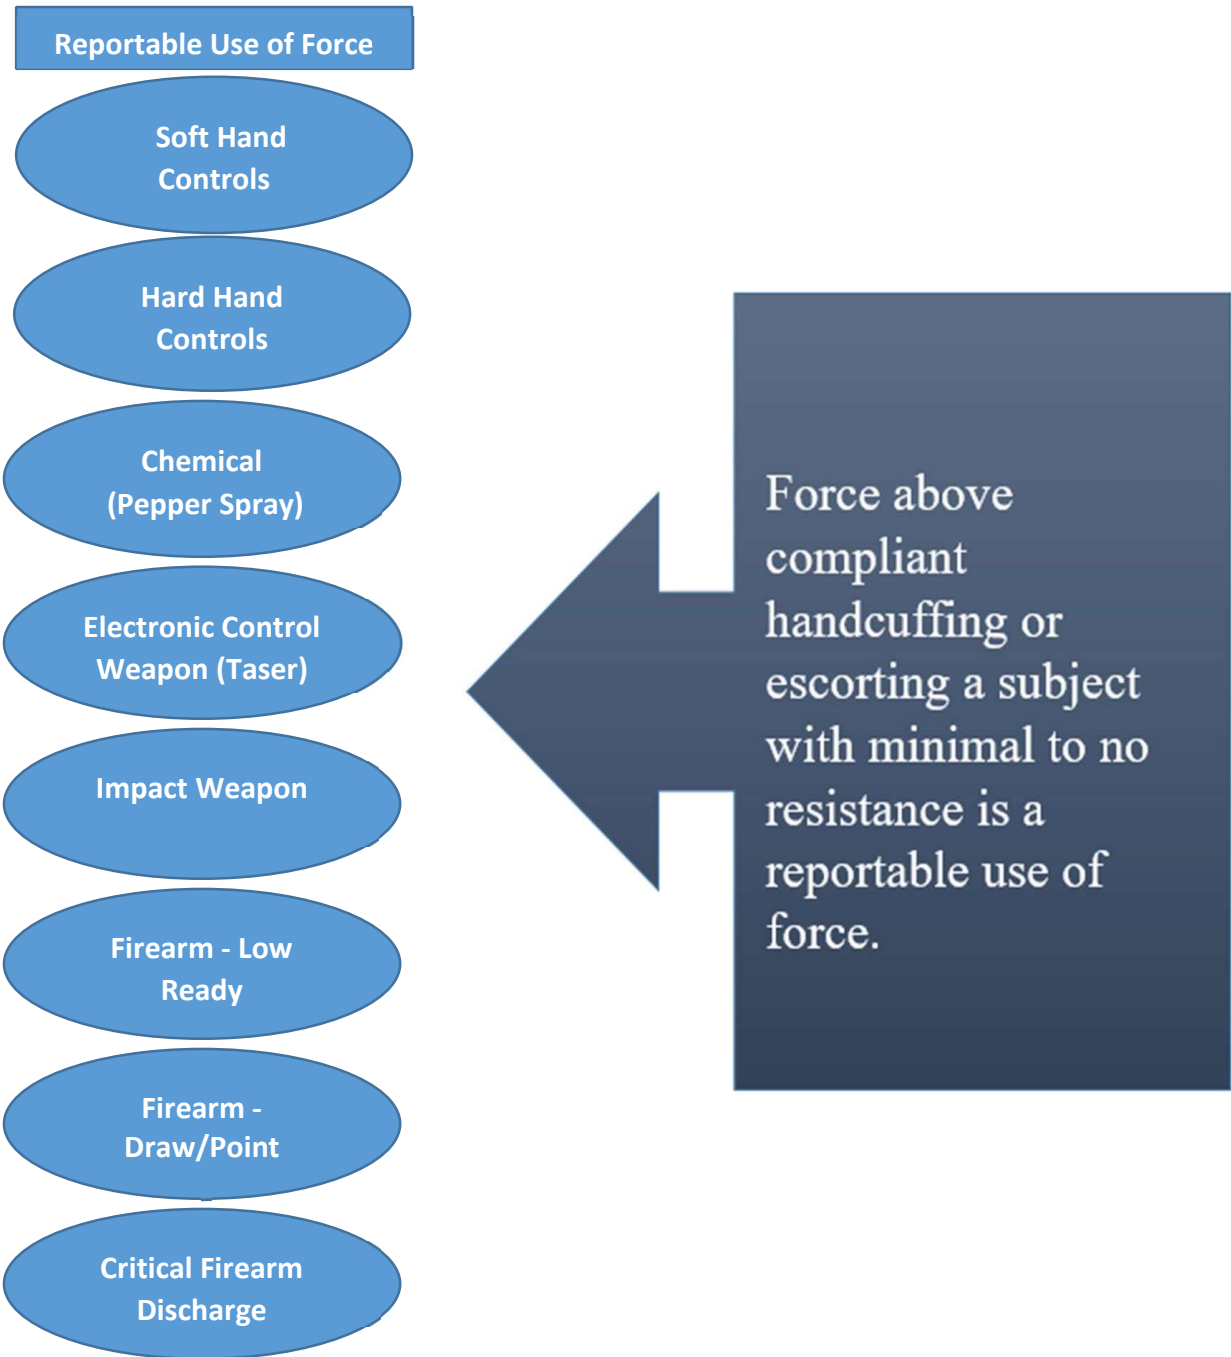 Reportable Use of Force
Soft Hand
Controls
Hard Hand
Controls
Chemical
(Pepper Spray)
Electronic Control
Weapon (Taser)
Impact Weapon
Firearm - Low
Ready
Firearm -
Draw/Point
Critical Firearm
Discharge
Force above
compliant
handcuffing or
escorting a subject
with minimal to no
resistance is a
reportable use of
force.